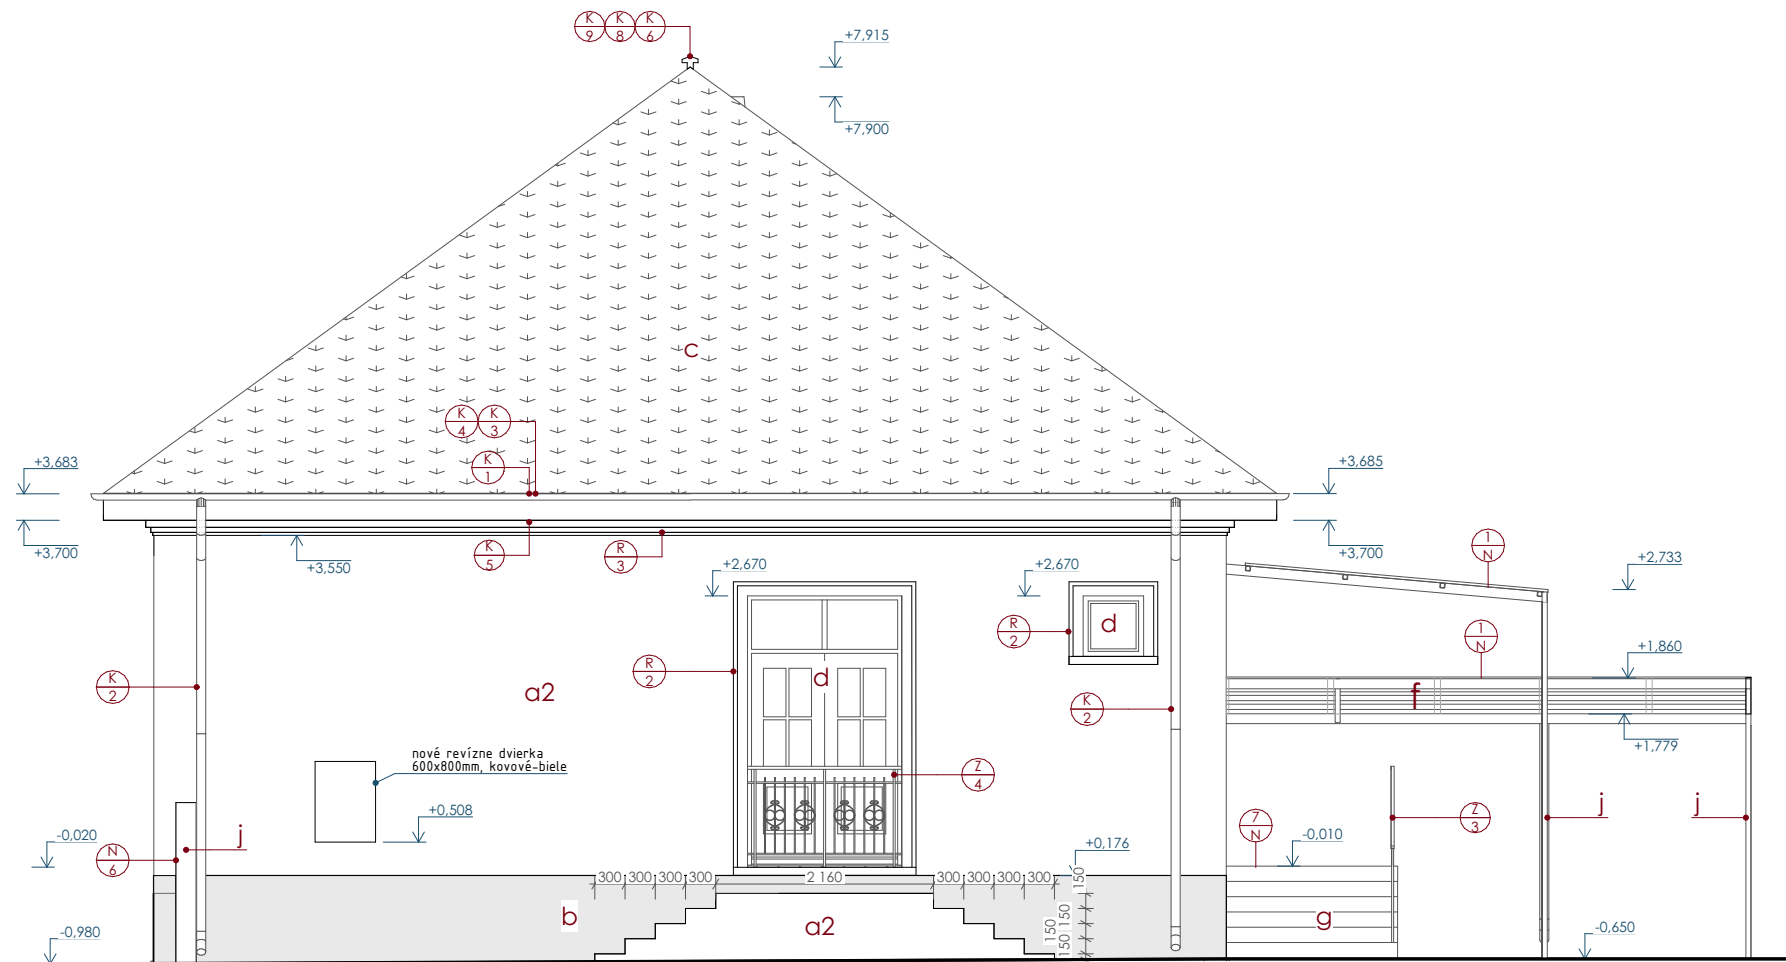 K 9 K 8 K 6
+7,915
+7,900
c
K 4 K 3
K 1
+3,683
+3,700
+3,685
+3,700
K 5
R 3
+3,550
+2,670
+2,670
1 N
+2,733
R 2
d
1 N
+1,860
R 2
d
K 2
a2
f
K 2
+1,779
nové revízne dvierka
600x800mm, kovové-biele
Z 4
+0,508
-0,020
j
N 6
7 N
-0,010
Z 3
j
j
+0,176
300 300 300 300 2 160 300 300 300 300
150
150
150
150
b
a2
g
-0,980
-0,650